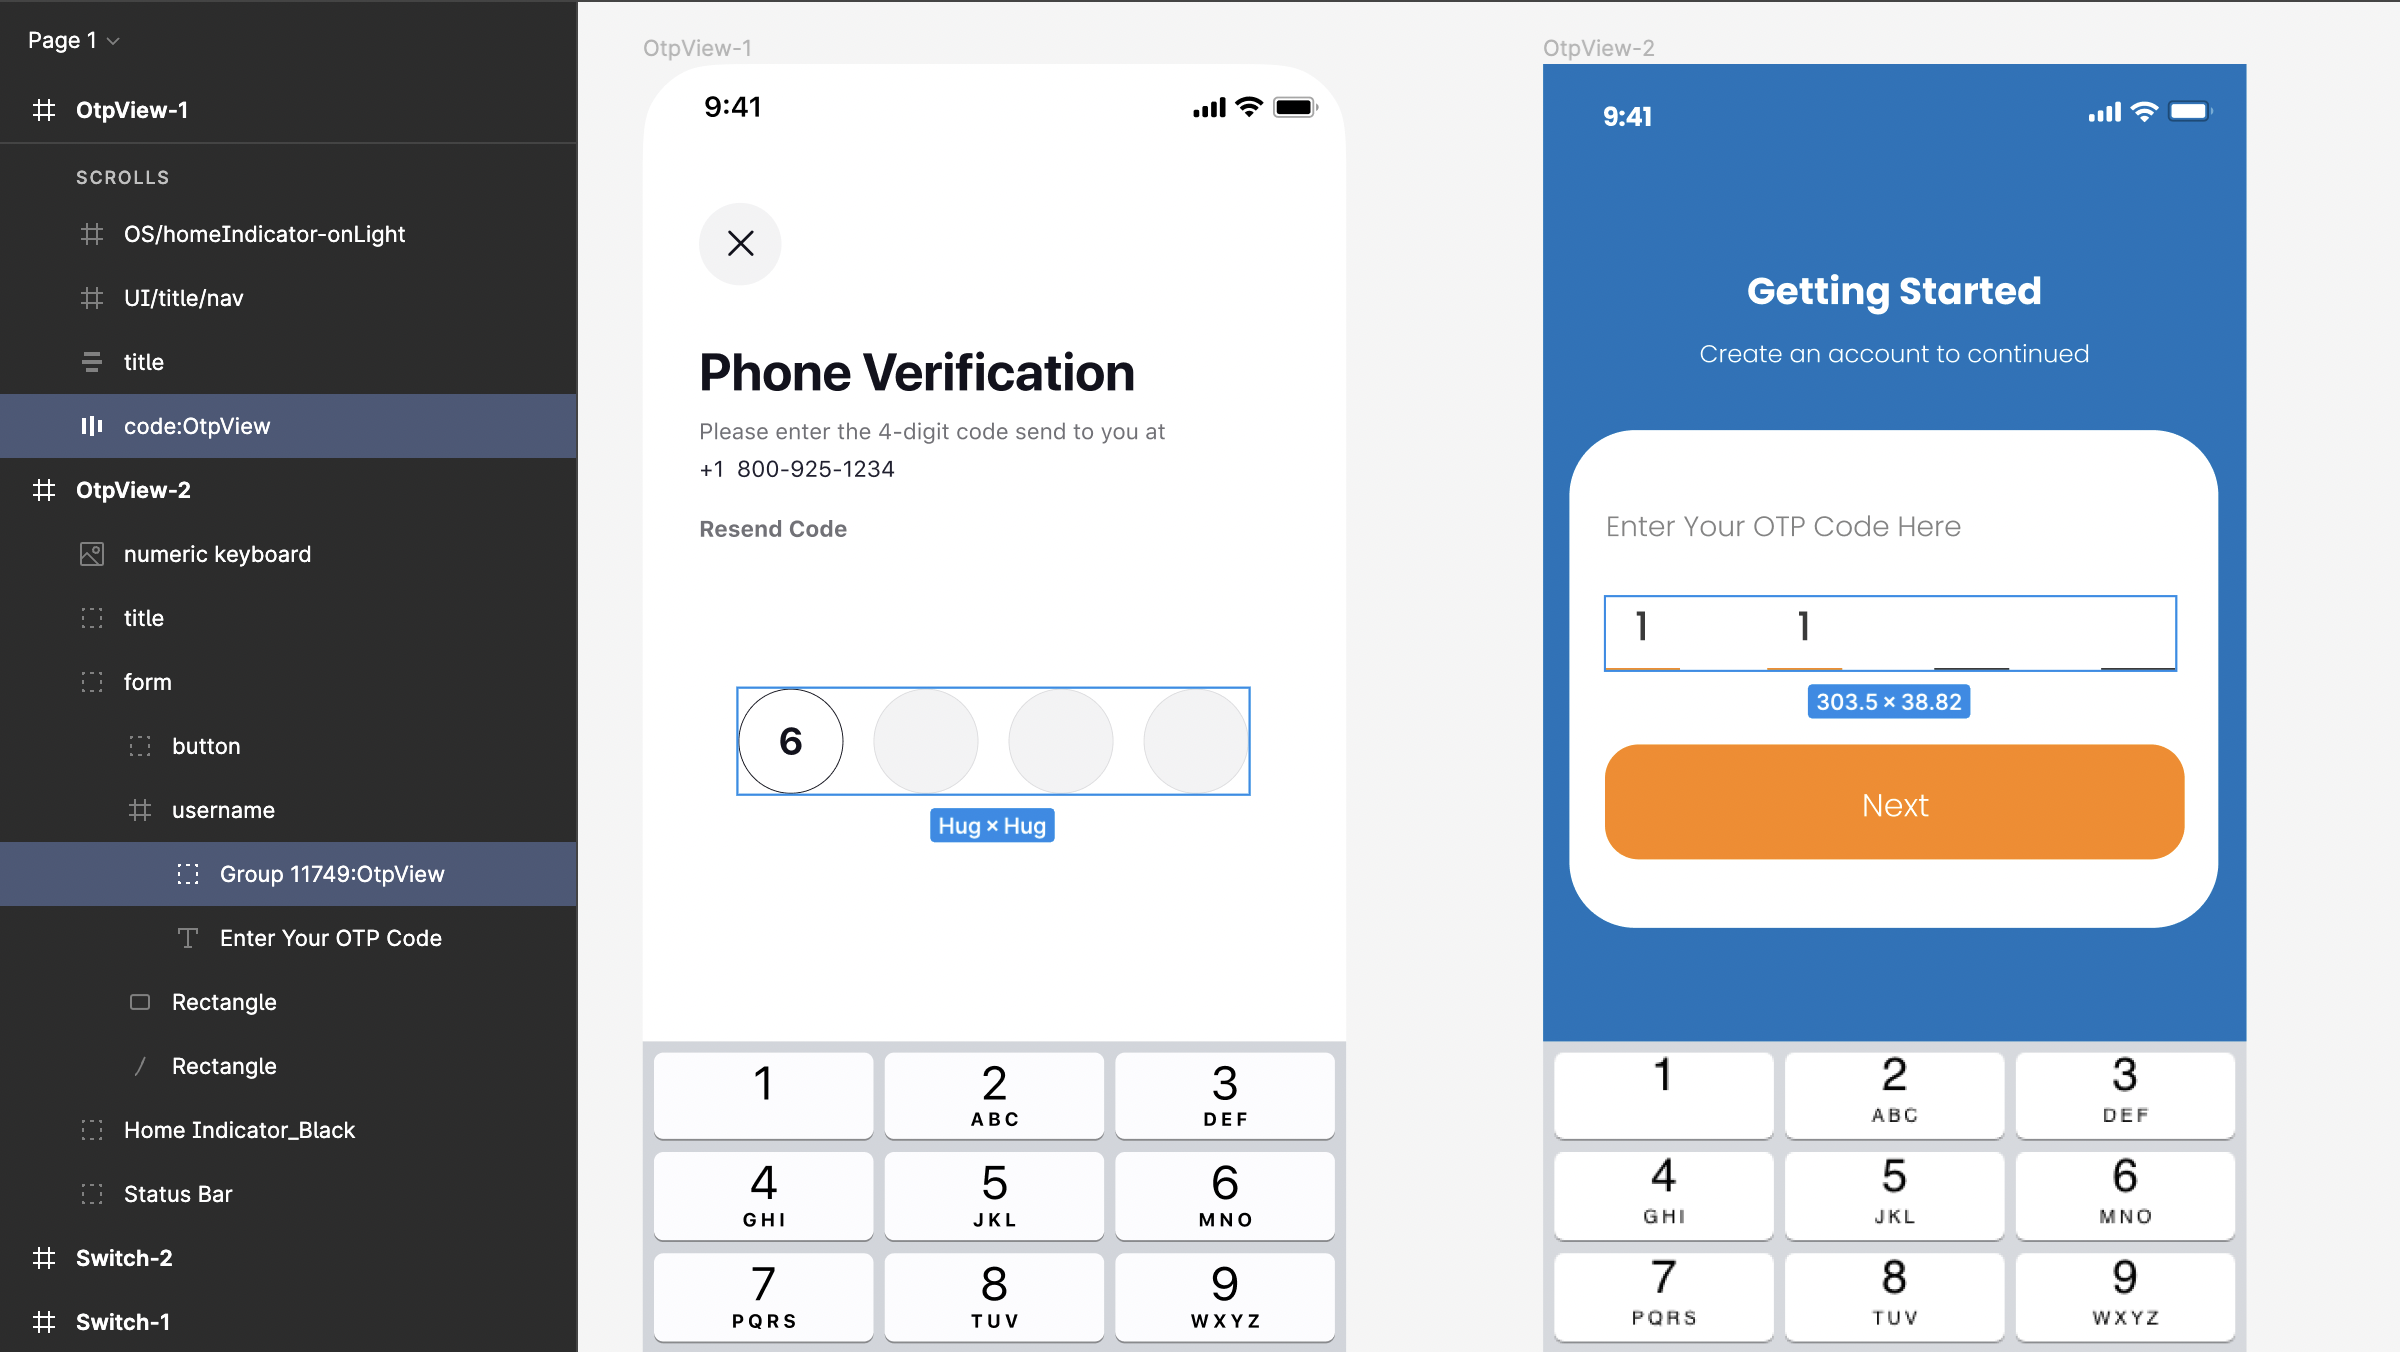 Page 1
OtpView-1
SCROLLS
OS/homeIndicator-onLight
UI/title/nav
title
code:OtpView
OtpView-2
numeric keyboard
title
form
button
username
Group 11749:OtpView
Enter Your OTP Code
Rectangle
Rectangle
Home Indicator_Black
Status Bar
Switch-2
Switch-1
OtpView-1
9:41
Phone Verification
Please enter the 4-digit code send to you at
+1 800-925-1234
Resend Code
6
Hug × Hug
1 2 3
ABC DEF
4 5 6
GHI JKL MNO
7 8 9
PQRS TUV WXYZ
OtpView-2
9:41
Getting Started
Create an account to continued
Enter Your OTP Code Here
1 1
303.5 × 38.82
Next
1 2 3
ABC DEF
4 5 6
GHI JKL MNO
7 8 9
PQRS TUV WXYZ